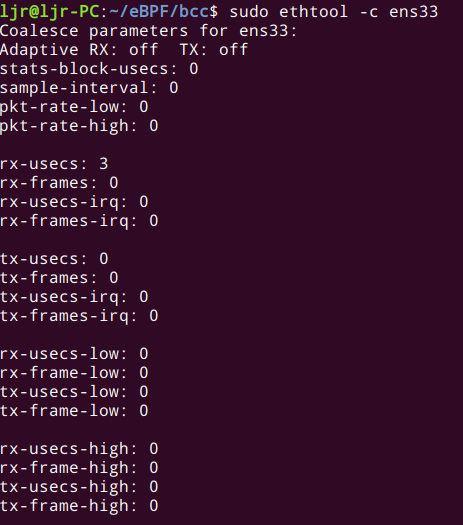 ljr@ljr-PC:~/eBPF/bcc$ sudo ethtool -c ens33
Coalesce parameters for ens33:
Adaptive RX: off  TX: off
stats-block-usecs: 0
sample-interval: 0
pkt-rate-low: 0
pkt-rate-high: 0

rx-usecs: 3
rx-frames: 0
rx-usecs-irq: 0
rx-frames-irq: 0

tx-usecs: 0
tx-frames: 0
tx-usecs-irq: 0
tx-frames-irq: 0

rx-usecs-low: 0
rx-frame-low: 0
tx-usecs-low: 0
tx-frame-low: 0

rx-usecs-high: 0
rx-frame-high: 0
tx-usecs-high: 0
tx-frame-high: 0